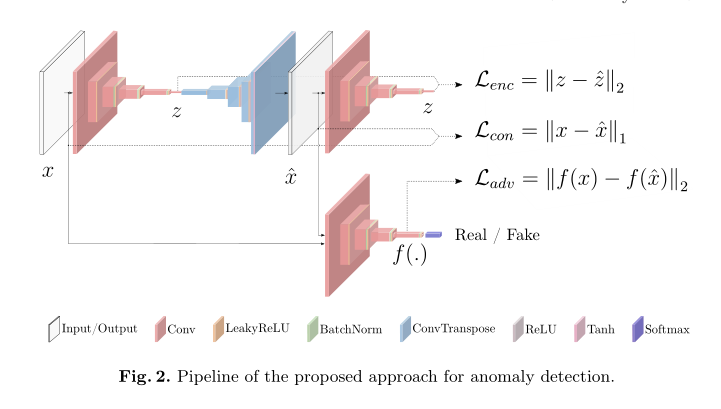 z
z
x
x̂
ℒ_enc = ‖z − ẑ‖₂
ℒ_con = ‖x − x̂‖₁
ℒ_adv = ‖f(x) − f(x̂)‖₂
Real / Fake
f(.)
Input/Output Conv LeakyReLU BatchNorm ConvTranspose ReLU Tanh Softmax
Fig. 2. Pipeline of the proposed approach for anomaly detection.